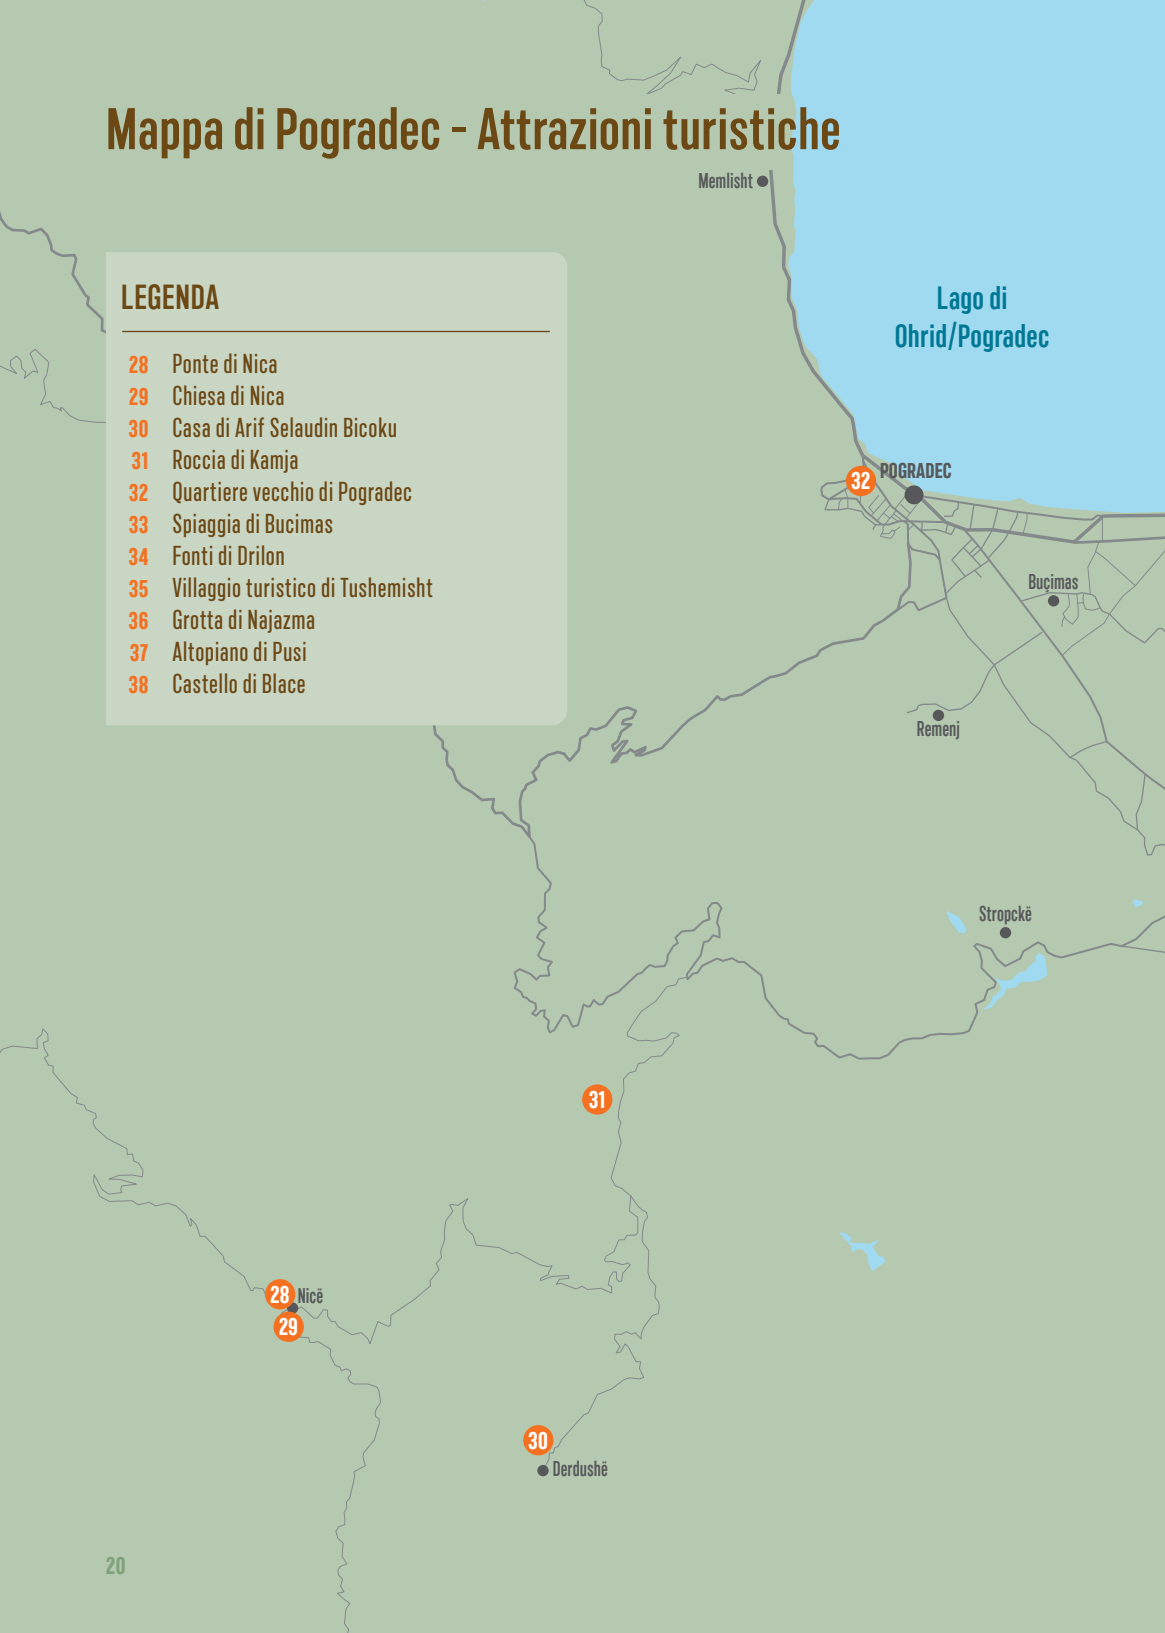 Mappa di Pogradec - Attrazioni turistiche
Memlisht
LEGENDA
28 Ponte di Nica
29 Chiesa di Nica
30 Casa di Arif Selaudin Bicoku
31 Roccia di Kamja
32 Quartiere vecchio di Pogradec
33 Spiaggia di Bucimas
34 Fonti di Drilon
35 Villaggio turistico di Tushemisht
36 Grotta di Najazma
37 Altopiano di Pusi
38 Castello di Blace
Lago di
Ohrid/Pogradec
32
POGRADEC
Buçimas
Remenj
Stropckë
31
28
Nicë
29
30
Derdushë
20